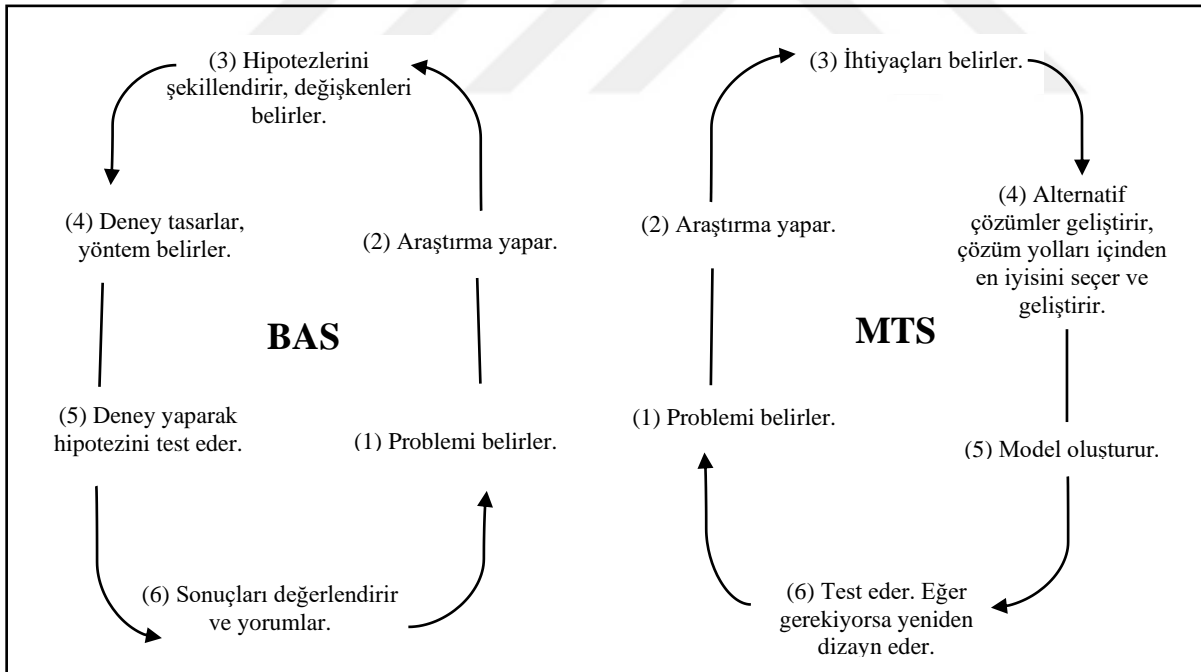 (3) Hipotezlerini
şekillendirir, değişkenleri
belirler.
(4) Deney tasarlar,
yöntem belirler.
(2) Araştırma yapar.
BAS
(5) Deney yaparak
hipotezini test eder.
(1) Problemi belirler.
(6) Sonuçları değerlendirir
ve yorumlar.
(3) İhtiyaçları belirler.
(2) Araştırma yapar.
(4) Alternatif
çözümler geliştirir,
çözüm yolları içinden
en iyisini seçer ve
geliştirir.
MTS
(1) Problemi belirler.
(5) Model oluşturur.
(6) Test eder. Eğer
gerekiyorsa yeniden
dizayn eder.